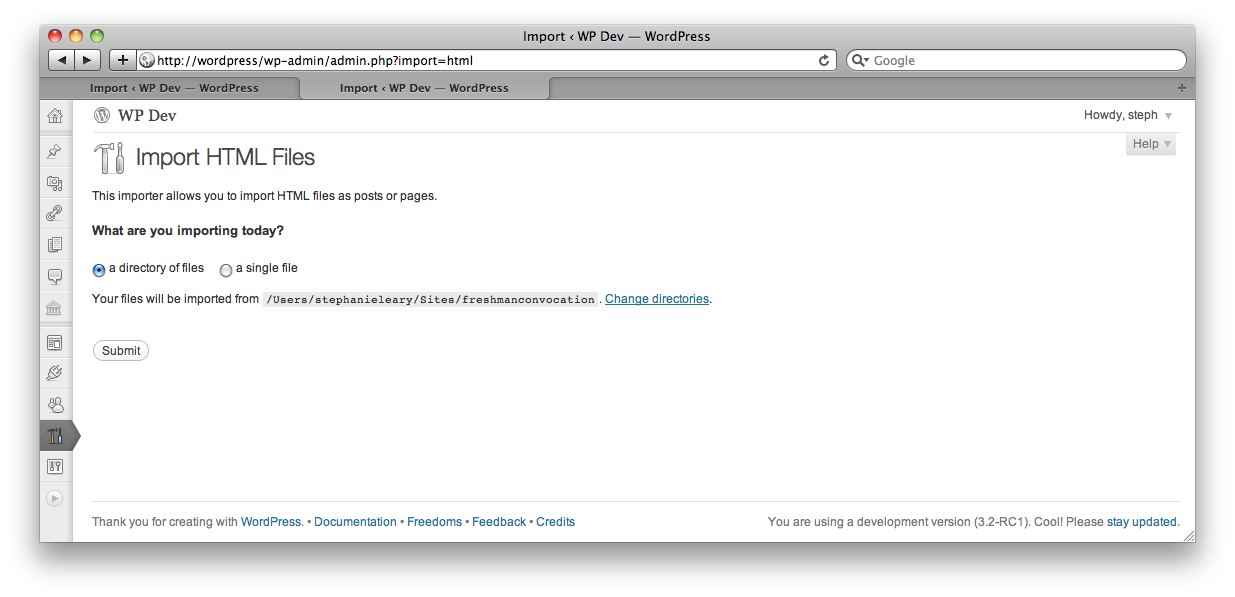 Import ‹ WP Dev — WordPress
http://wordpress/wp-admin/admin.php?import=html
Google
Import ‹ WP Dev — WordPress
Import ‹ WP Dev — WordPress
WP Dev
Howdy, steph
Help
Import HTML Files
This importer allows you to import HTML files as posts or pages.
What are you importing today?
a directory of files a single file
Your files will be imported from /Users/stephanieleary/Sites/freshmanconvocation . Change directories.
Submit
Thank you for creating with WordPress. • Documentation • Freedoms • Feedback • Credits
You are using a development version (3.2-RC1). Cool! Please stay updated.